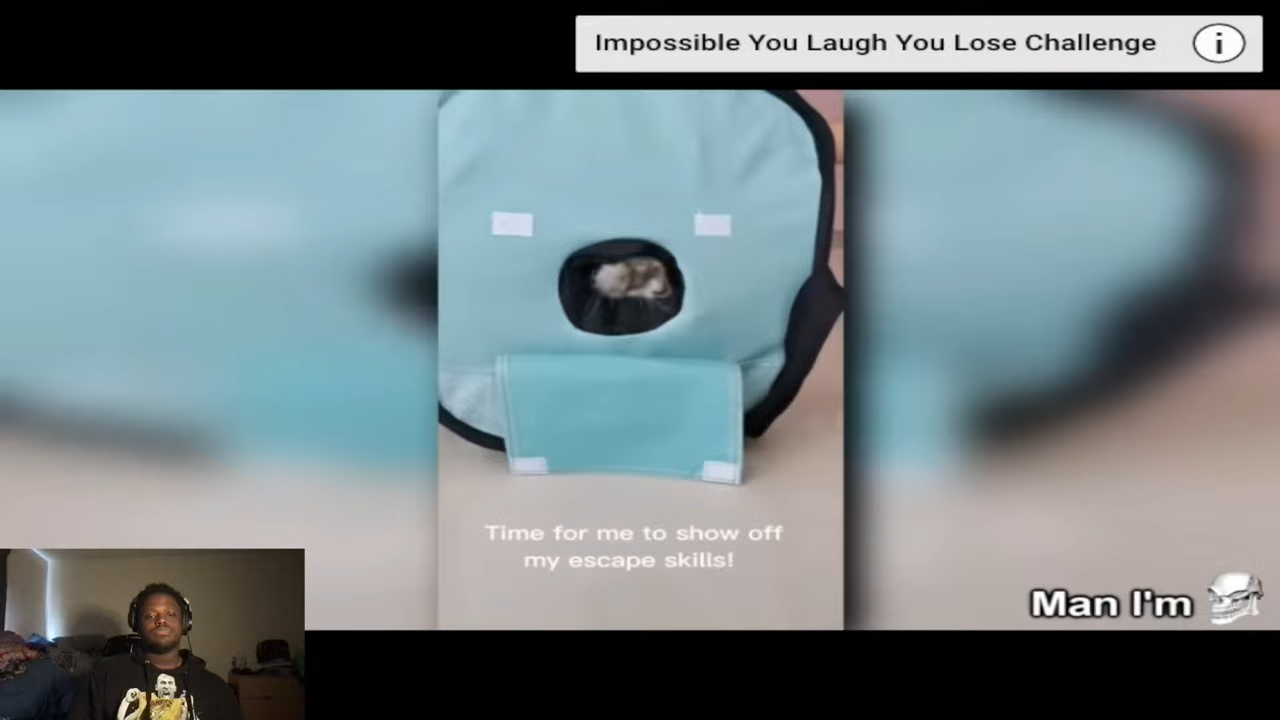 Impossible You Laugh You Lose Challenge
i
Time for me to show off
my escape skills!
Man I'm